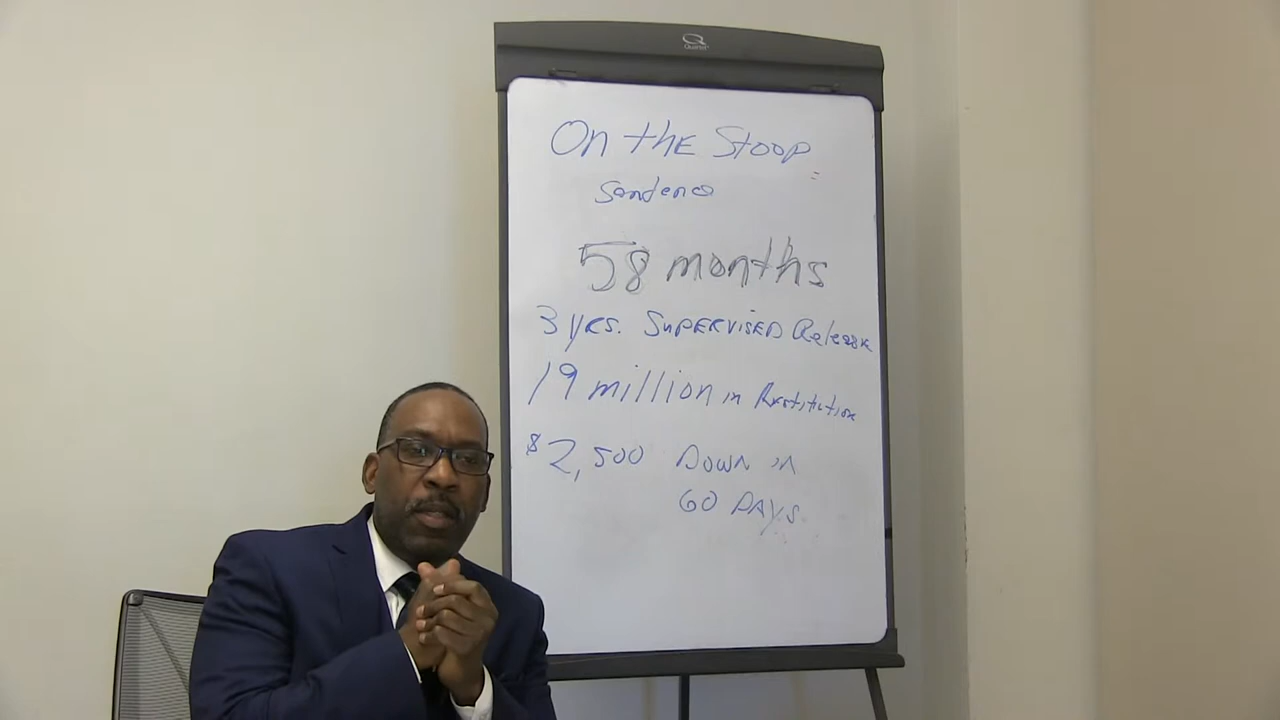 Quartet
On the Stoop
Sentence
58 months
3 yrs. Supervised Release
19 million in Restitution
$2,500 Down in
60 Days